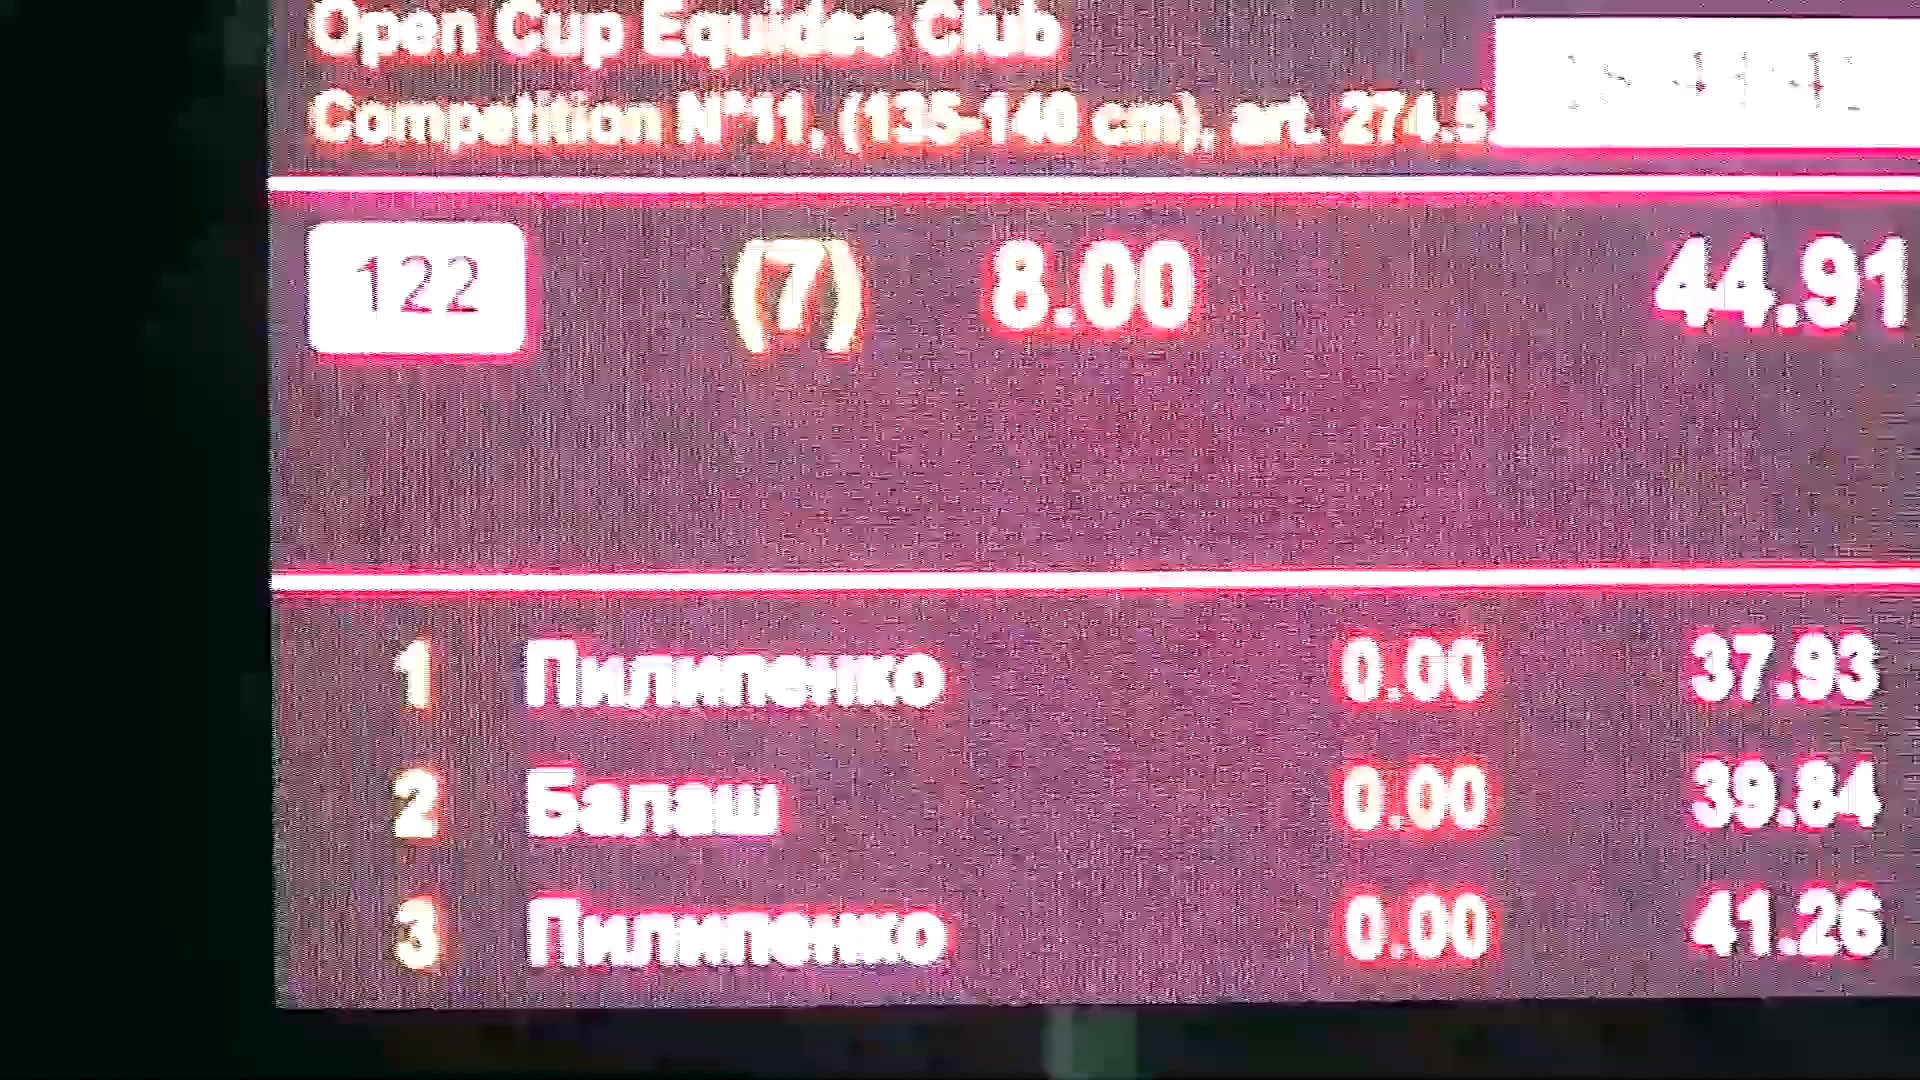 Open Cup Equides Club
Competition N°11, (135-140 cm), art. 274.5
122 (7) 8.00 44.91
1 Пилипенко 0.00 37.93
2 Балаш 0.00 39.84
3 Пилипенко 0.00 41.26